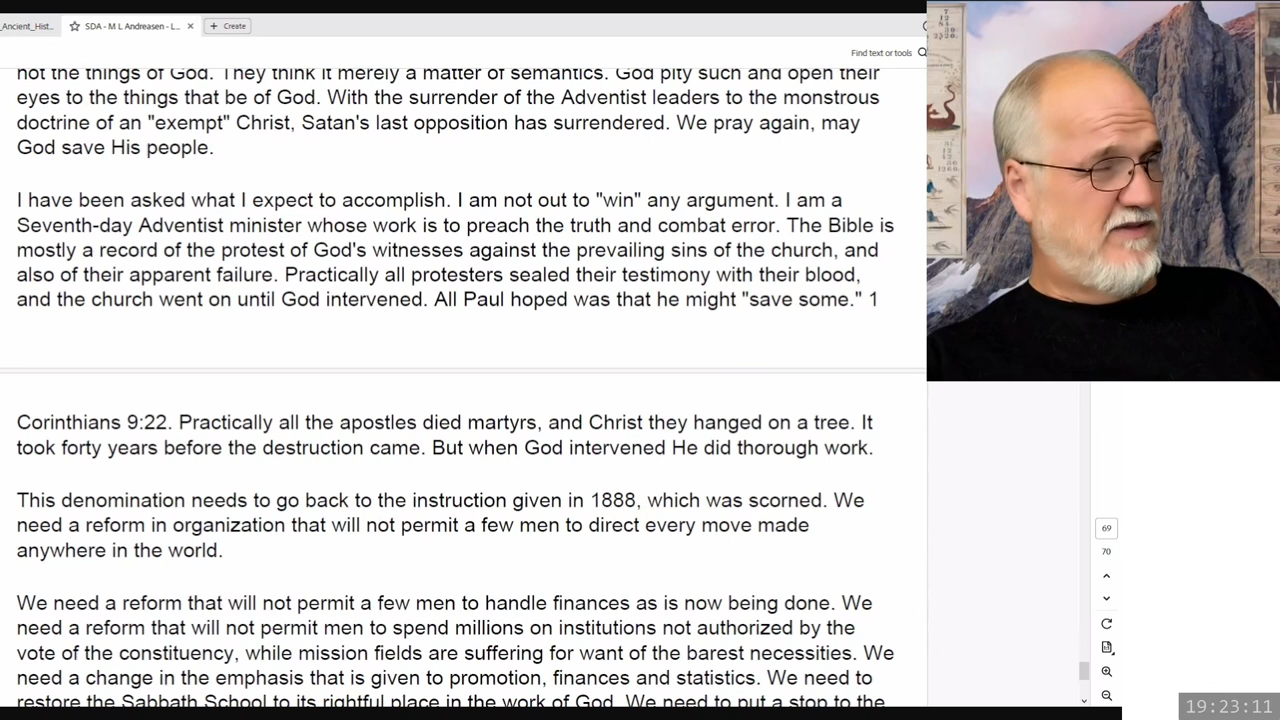 _Ancient_Hist...
SDA - M L Andreasen - L...
Create
Find text or tools
not the things of God. They think it merely a matter of semantics. God pity such and open their
eyes to the things that be of God. With the surrender of the Adventist leaders to the monstrous
doctrine of an "exempt" Christ, Satan's last opposition has surrendered. We pray again, may
God save His people.
I have been asked what I expect to accomplish. I am not out to "win" any argument. I am a
Seventh-day Adventist minister whose work is to preach the truth and combat error. The Bible is
mostly a record of the protest of God's witnesses against the prevailing sins of the church, and
also of their apparent failure. Practically all protesters sealed their testimony with their blood,
and the church went on until God intervened. All Paul hoped was that he might "save some." 1
Corinthians 9:22. Practically all the apostles died martyrs, and Christ they hanged on a tree. It
took forty years before the destruction came. But when God intervened He did thorough work.
This denomination needs to go back to the instruction given in 1888, which was scorned. We
need a reform in organization that will not permit a few men to direct every move made
anywhere in the world.
We need a reform that will not permit a few men to handle finances as is now being done. We
need a reform that will not permit men to spend millions on institutions not authorized by the
vote of the constituency, while mission fields are suffering for want of the barest necessities. We
need a change in the emphasis that is given to promotion, finances and statistics. We need to
restore the Sabbath School to its rightful place in the work of God. We need to put a stop to the
69
70
19:23:11